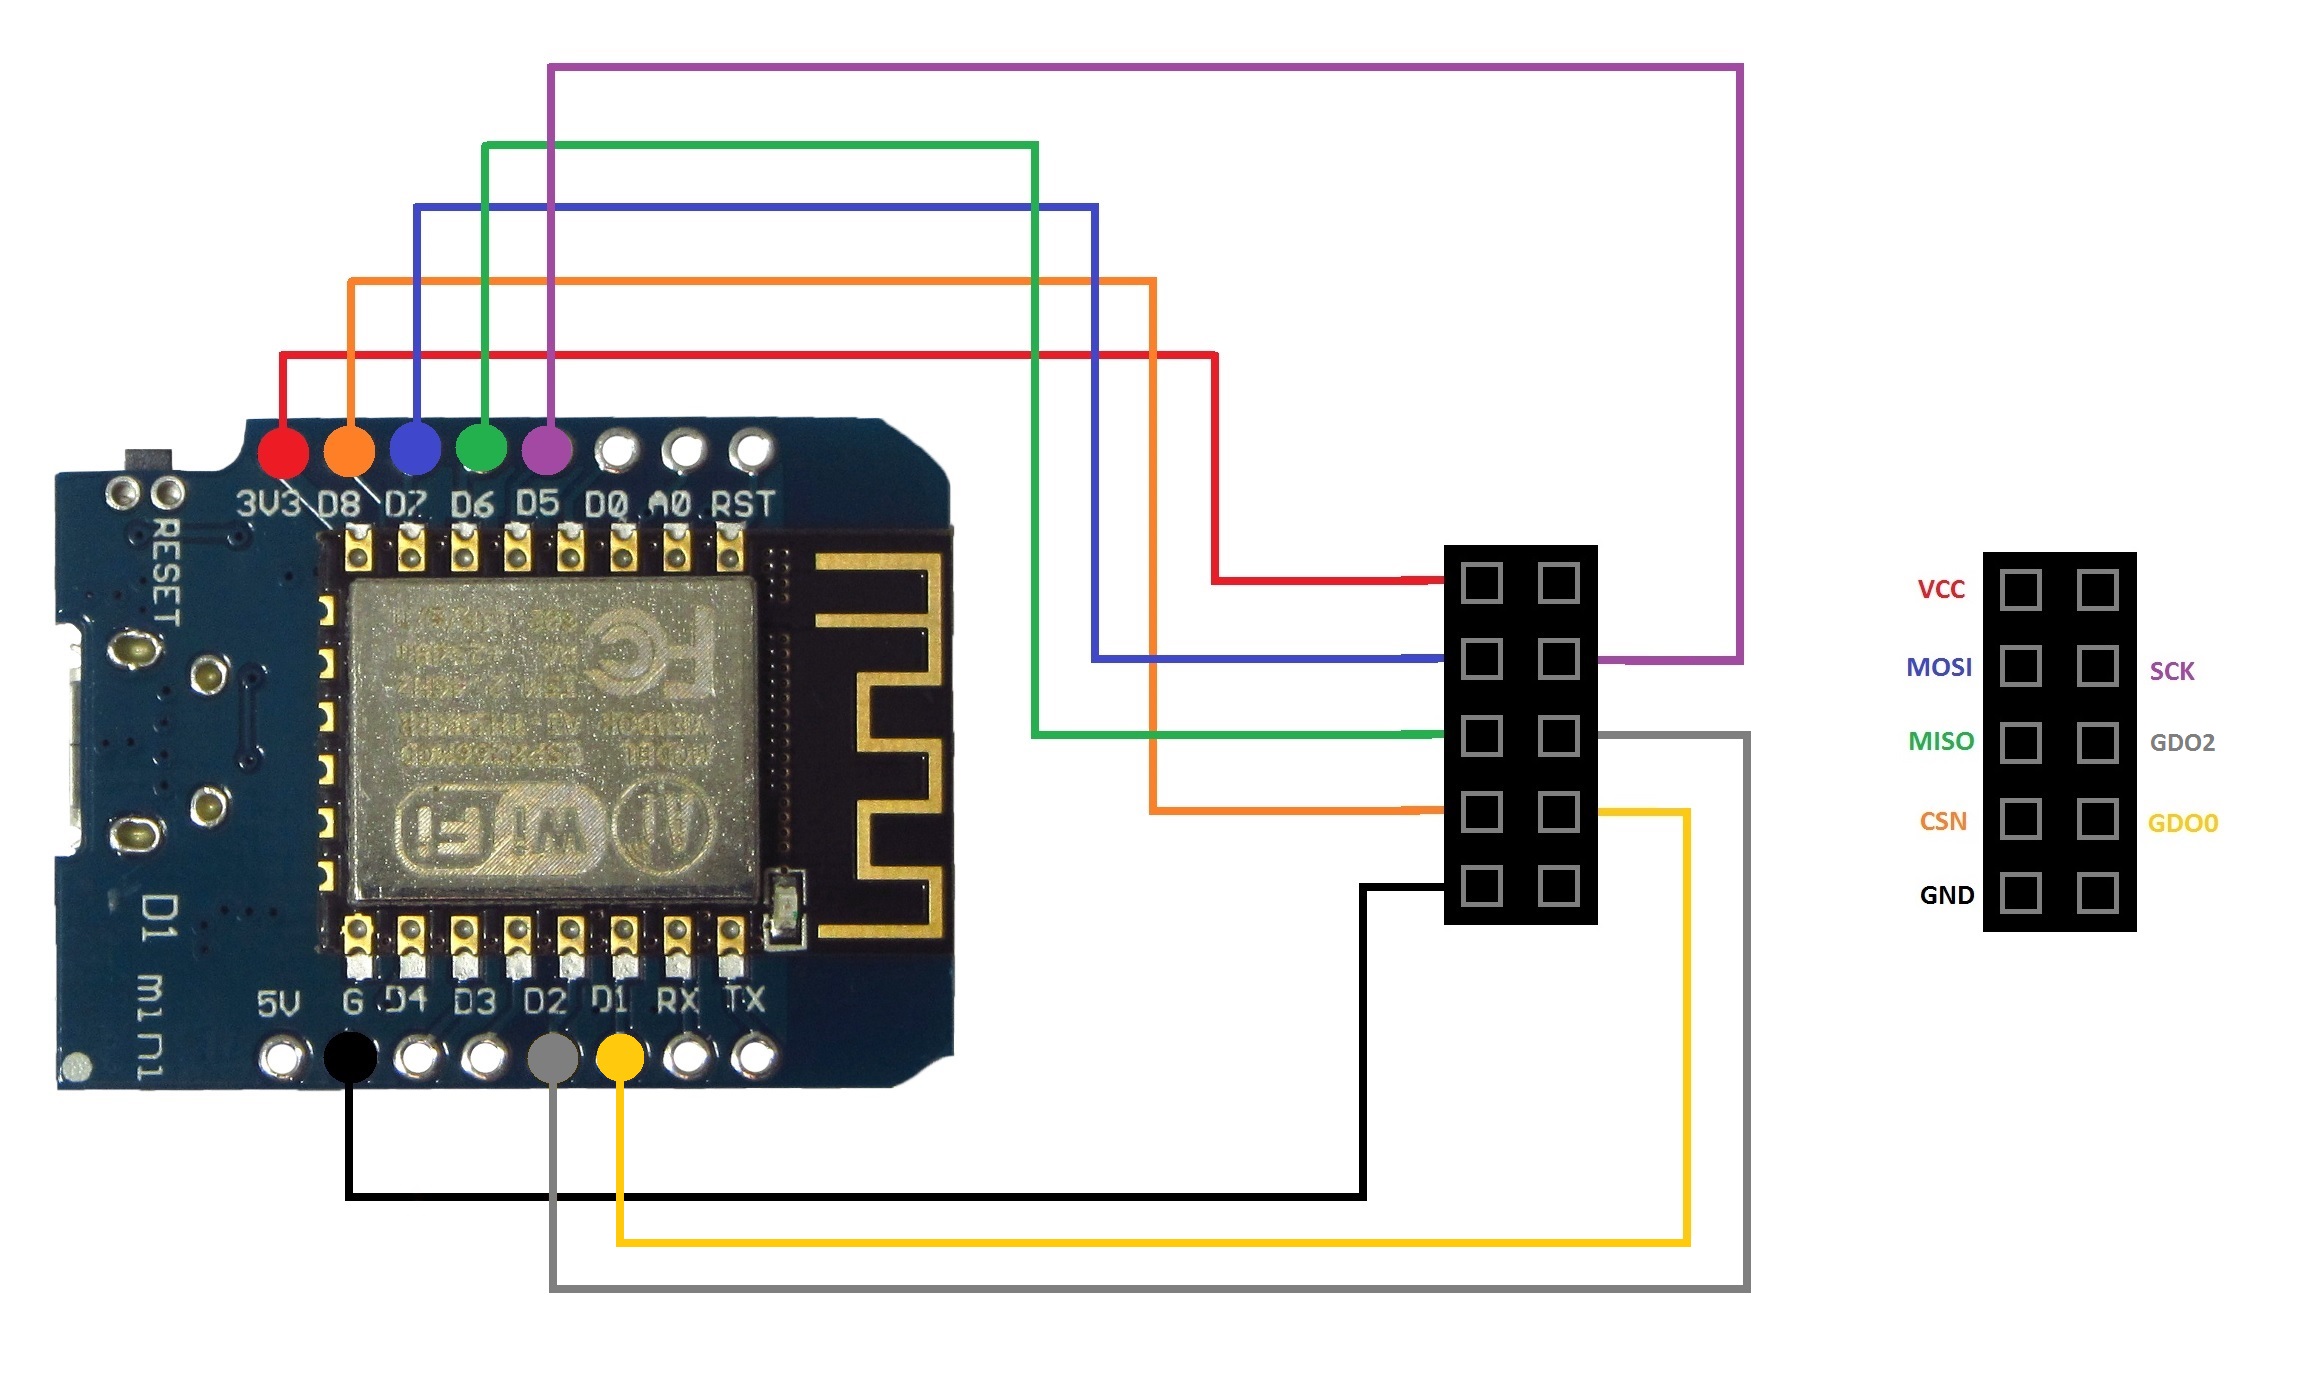 3V3 D8 D7 D6 D5 D0 A0 RST
RESET
VCC
MOSI SCK
MISO GDO2
CSN GDO0
GND
WiFi
D1 mini
5V G D4 D3 D2 D1 RX TX